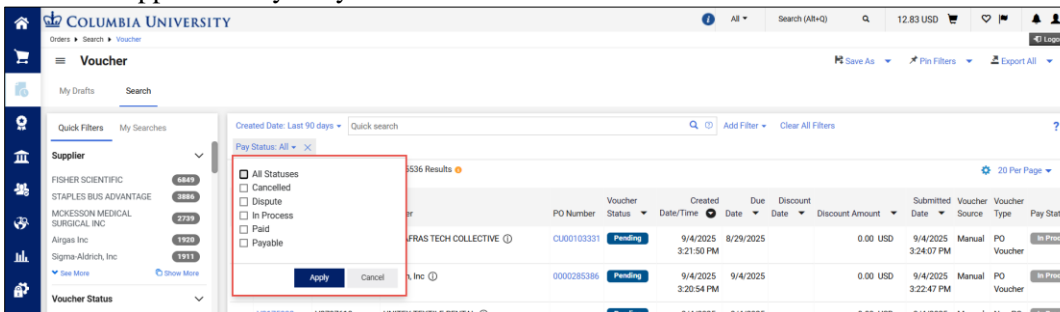 COLUMBIA UNIVERSITY
All
Search (Alt+Q)
12.83 USD
Orders Search Voucher
Logo
Voucher
Save As
Pin Filters
Export All
My Drafts
Search
Quick Filters
My Searches
Created Date: Last 90 days
Quick search
Add Filter
Clear All Filters
?
Pay Status: All
Supplier
FISHER SCIENTIFIC 6849
STAPLES BUS ADVANTAGE 3886
MCKESSON MEDICAL SURGICAL INC 2739
Airgas Inc 1920
Sigma-Aldrich, Inc 1911
See More
Show More
Voucher Status
All Statuses
Cancelled
Dispute
In Process
Paid
Payable
Apply
Cancel
5536 Results
20 Per Page
PO Number
Voucher Status
Created Date/Time
Due Date
Discount Date
Discount Amount
Submitted Date
Voucher Source
Voucher Type
Pay Stat
AFRAS TECH COLLECTIVE
CU00103331
Pending
9/4/2025 3:21:50 PM
8/29/2025
0.00 USD
9/4/2025 3:24:07 PM
Manual
PO Voucher
In Proc
n, Inc
0000285386
Pending
9/4/2025 3:20:54 PM
9/4/2025
0.00 USD
9/4/2025 3:22:47 PM
Manual
PO Voucher
In Proc